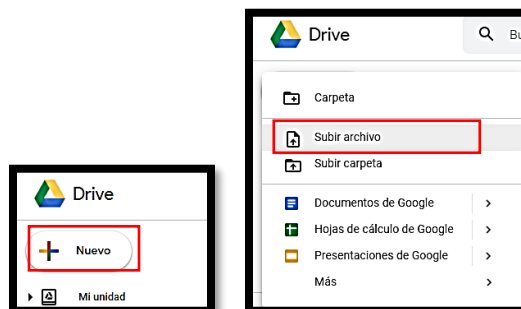 Drive
Nuevo
Mi unidad
Drive
Bu
Carpeta
Subir archivo
Subir carpeta
Documentos de Google
Hojas de cálculo de Google
Presentaciones de Google
Más